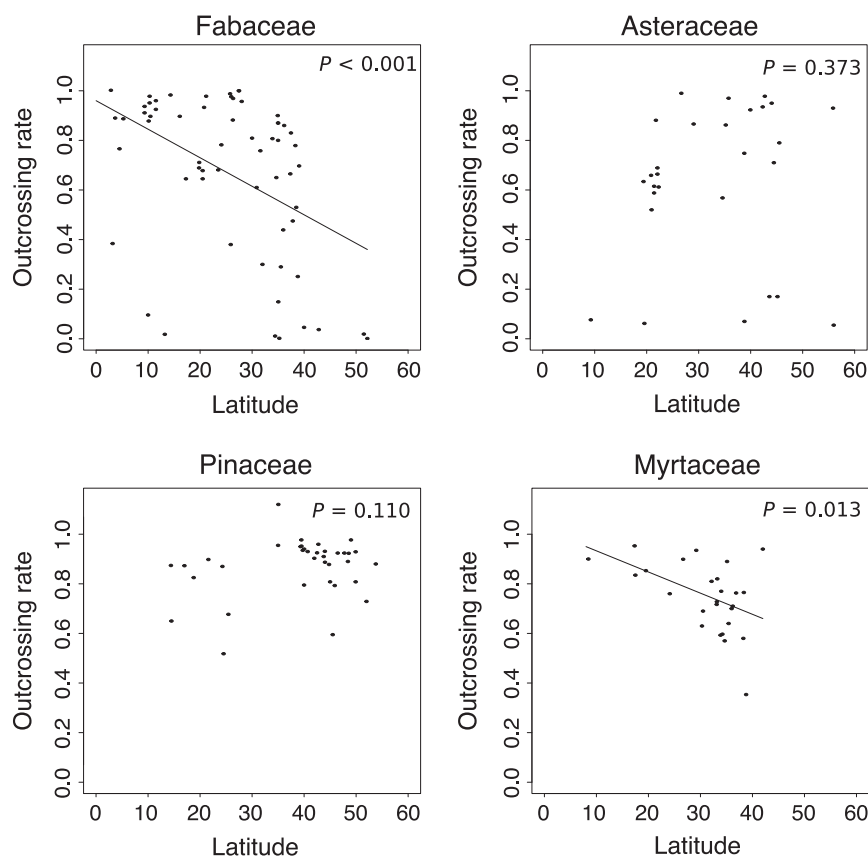 Fabaceae
P < 0.001
Outcrossing rate
0.0 0.2 0.4 0.6 0.8 1.0
0 10 20 30 40 50 60
Latitude
Asteraceae
P = 0.373
Outcrossing rate
0.0 0.2 0.4 0.6 0.8 1.0
0 10 20 30 40 50 60
Latitude
Pinaceae
P = 0.110
Outcrossing rate
0.0 0.2 0.4 0.6 0.8 1.0
0 10 20 30 40 50 60
Latitude
Myrtaceae
P = 0.013
Outcrossing rate
0.0 0.2 0.4 0.6 0.8 1.0
0 10 20 30 40 50 60
Latitude